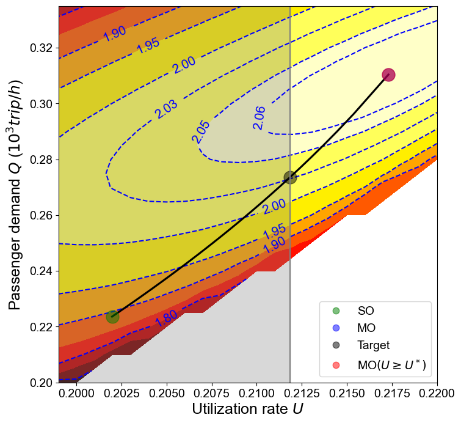 0.32
0.30
0.28
0.26
0.24
0.22
0.20
Passenger demand Q (10³trip/h)
1.90
1.95
2.00
2.03
2.05
2.06
2.00
1.95
1.90
1.80
SO
MO
Target
MO(U ≥ U*)
0.2000 0.2025 0.2050 0.2075 0.2100 0.2125 0.2150 0.2175 0.2200
Utilization rate U